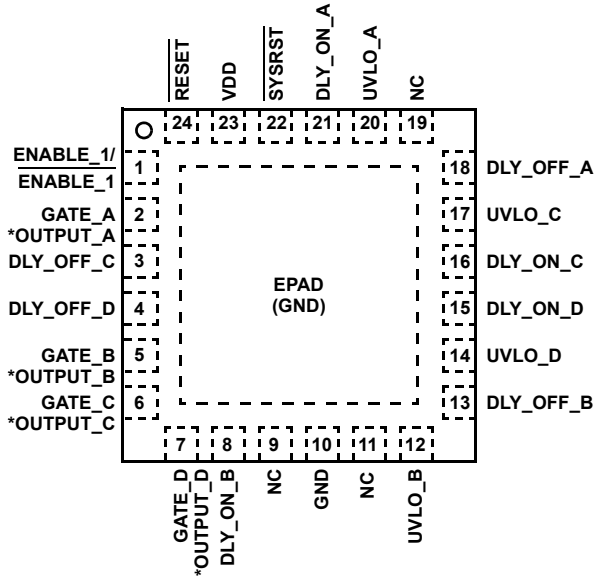 RESET
VDD
SYSRST
DLY_ON_A
UVLO_A
NC
24
23
22
21
20
19
ENABLE_1/
ENABLE_1
1
GATE_A
*OUTPUT_A
2
DLY_OFF_C
3
DLY_OFF_D
4
GATE_B
*OUTPUT_B
5
GATE_C
*OUTPUT_C
6
EPAD
(GND)
18
DLY_OFF_A
17
UVLO_C
16
DLY_ON_C
15
DLY_ON_D
14
UVLO_D
13
DLY_OFF_B
7
8
9
10
11
12
GATE_D
*OUTPUT_D
DLY_ON_B
NC
GND
NC
UVLO_B